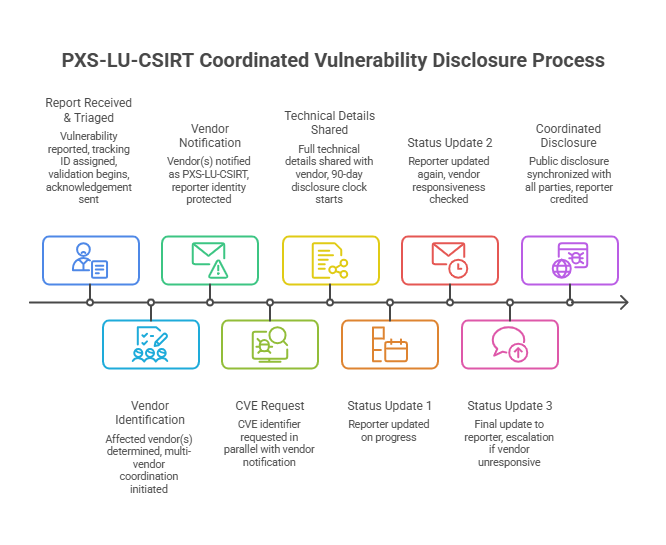 PXS-LU-CSIRT Coordinated Vulnerability Disclosure Process
Report Received
& Triaged
Vulnerability
reported, tracking
ID assigned,
validation begins,
acknowledgement
sent
Vendor
Notification
Vendor(s) notified
as PXS-LU-CSIRT,
reporter identity
protected
Technical Details
Shared
Full technical
details shared with
vendor, 90-day
disclosure clock
starts
Status Update 2
Reporter updated
again, vendor
responsiveness
checked
Coordinated
Disclosure
Public disclosure
synchronized with
all parties, reporter
credited
Vendor
Identification
Affected vendor(s)
determined, multi-
vendor
coordination
initiated
CVE Request
CVE identifier
requested in
parallel with vendor
notification
Status Update 1
Reporter updated
on progress
Status Update 3
Final update to
reporter, escalation
if vendor
unresponsive